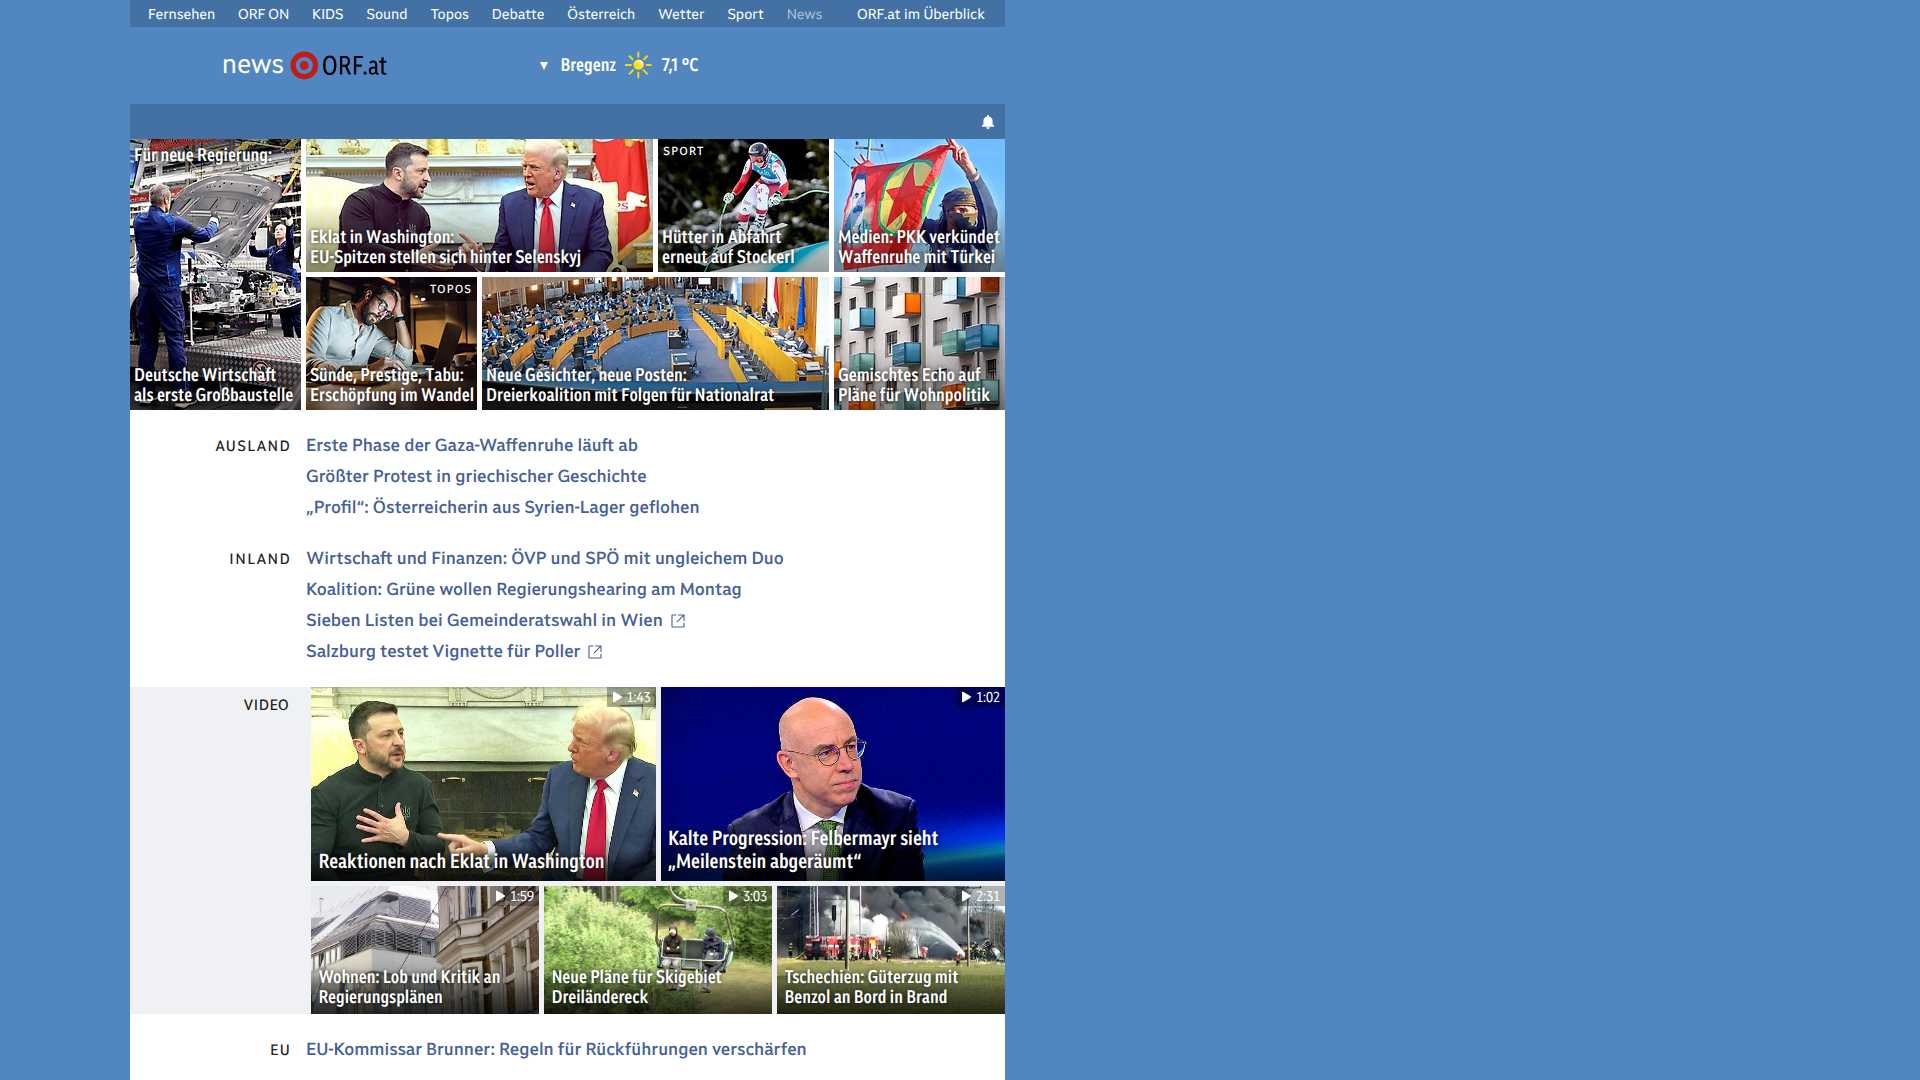 Fernsehen ORF ON KIDS Sound Topos Debatte Österreich Wetter Sport News ORF.at im Überblick
news ORF.at
▼ Bregenz 7,1 °C
Für neue Regierung:
Deutsche Wirtschaft
als erste Großbaustelle
Eklat in Washington:
EU-Spitzen stellen sich hinter Selenskyj
SPORT
Hütter in Abfahrt
erneut auf Stockerl
Medien: PKK verkündet
Waffenruhe mit Türkei
TOPOS
Sünde, Prestige, Tabu:
Erschöpfung im Wandel
Neue Gesichter, neue Posten:
Dreierkoalition mit Folgen für Nationalrat
Gemischtes Echo auf
Pläne für Wohnpolitik
AUSLAND
Erste Phase der Gaza-Waffenruhe läuft ab
Größter Protest in griechischer Geschichte
„Profil“: Österreicherin aus Syrien-Lager geflohen
INLAND
Wirtschaft und Finanzen: ÖVP und SPÖ mit ungleichem Duo
Koalition: Grüne wollen Regierungshearing am Montag
Sieben Listen bei Gemeinderatswahl in Wien
Salzburg testet Vignette für Poller
VIDEO
1:43
Reaktionen nach Eklat in Washington
1:02
Kalte Progression: Felbermayr sieht
„Meilenstein abgeräumt“
1:59
Wohnen: Lob und Kritik an
Regierungsplänen
3:03
Neue Pläne für Skigebiet
Dreiländereck
2:31
Tschechien: Güterzug mit
Benzol an Bord in Brand
EU
EU-Kommissar Brunner: Regeln für Rückführungen verschärfen